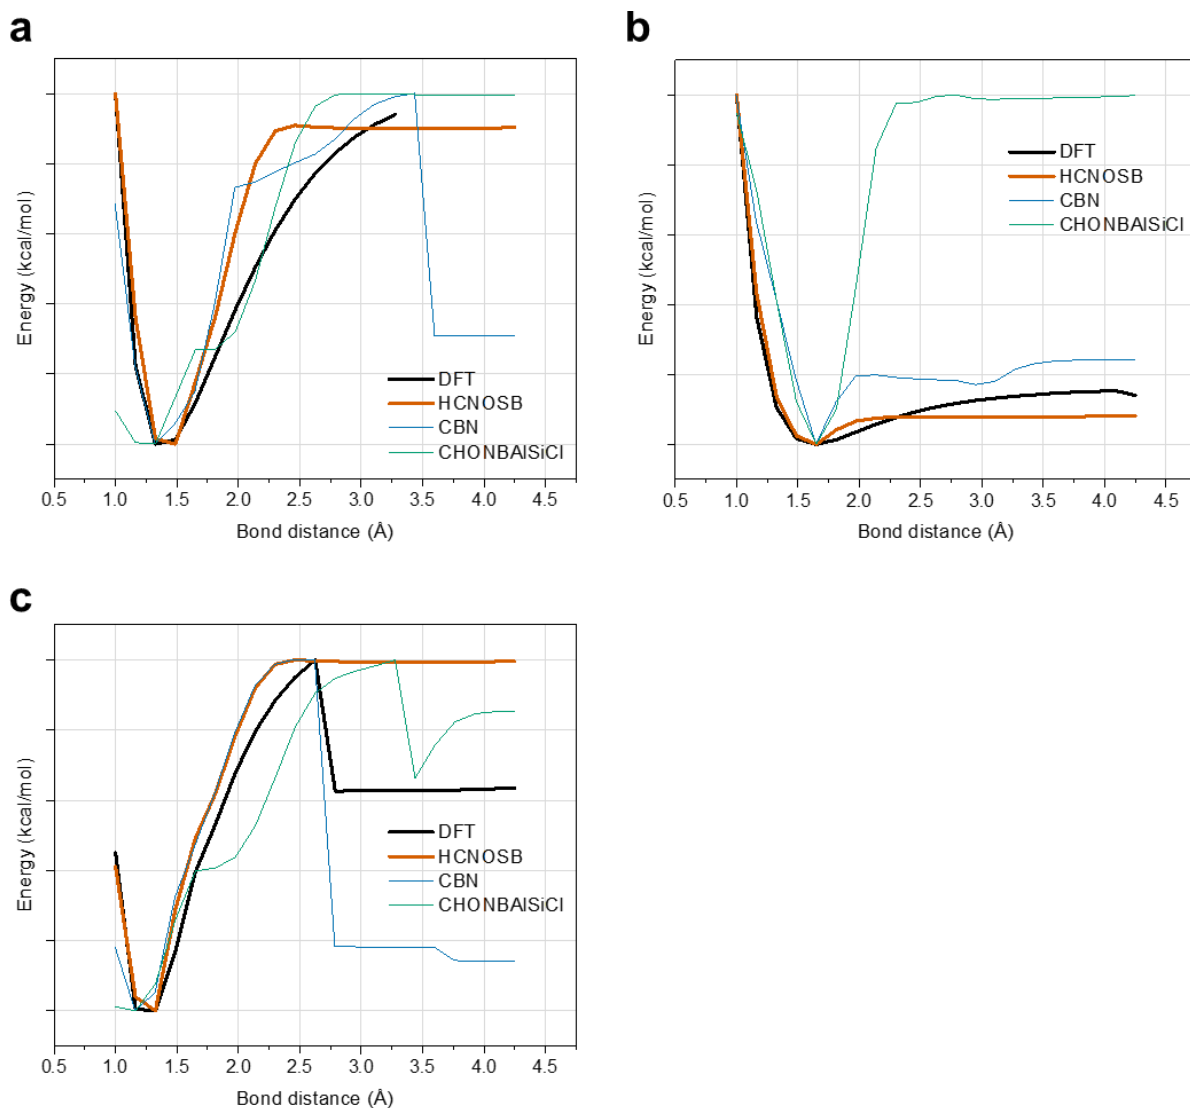 a
Energy (kcal/mol)
DFT
HCNOSB
CBN
CHONBAlSiCl
0.5 1.0 1.5 2.0 2.5 3.0 3.5 4.0 4.5
Bond distance (Å)
b
Energy (kcal/mol)
DFT
HCNOSB
CBN
CHONBAlSiCl
0.5 1.0 1.5 2.0 2.5 3.0 3.5 4.0 4.5
Bond distance (Å)
c
Energy (kcal/mol)
DFT
HCNOSB
CBN
CHONBAlSiCl
0.5 1.0 1.5 2.0 2.5 3.0 3.5 4.0 4.5
Bond distance (Å)